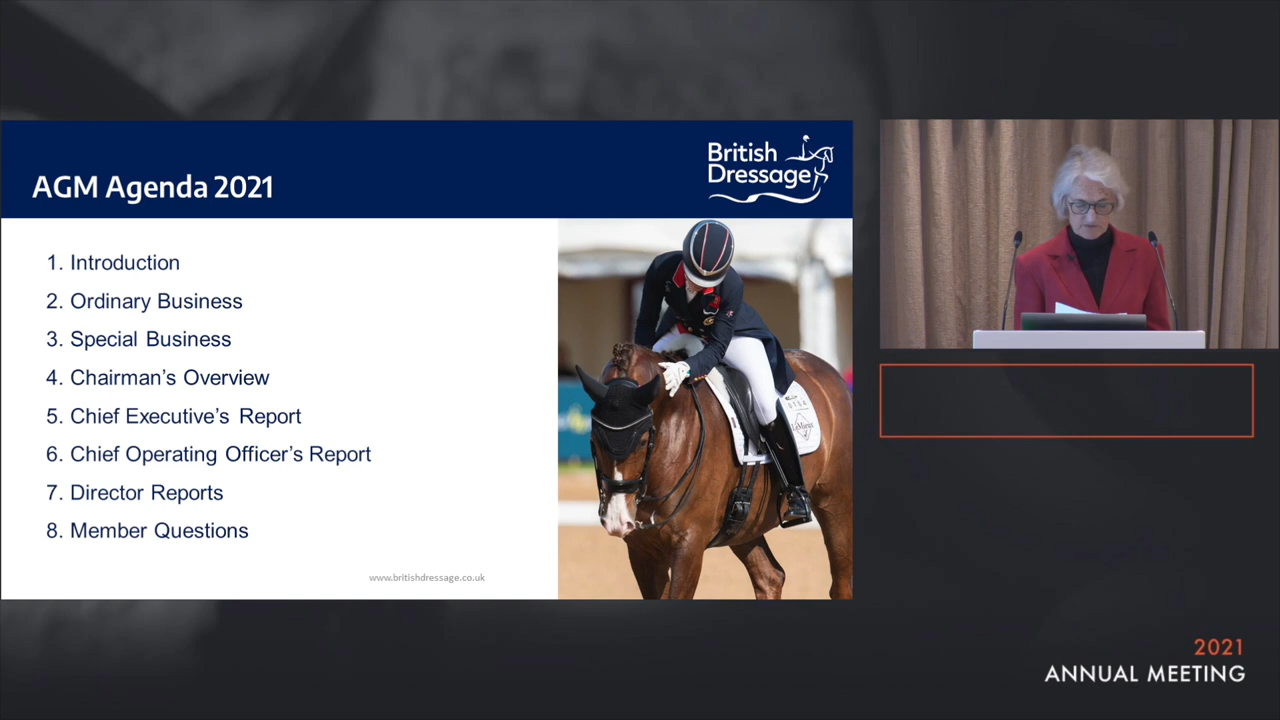 AGM Agenda 2021
British
Dressage
1. Introduction
2. Ordinary Business
3. Special Business
4. Chairman's Overview
5. Chief Executive's Report
6. Chief Operating Officer's Report
7. Director Reports
8. Member Questions
www.britishdressage.co.uk
LeMieux
2021
ANNUAL MEETING